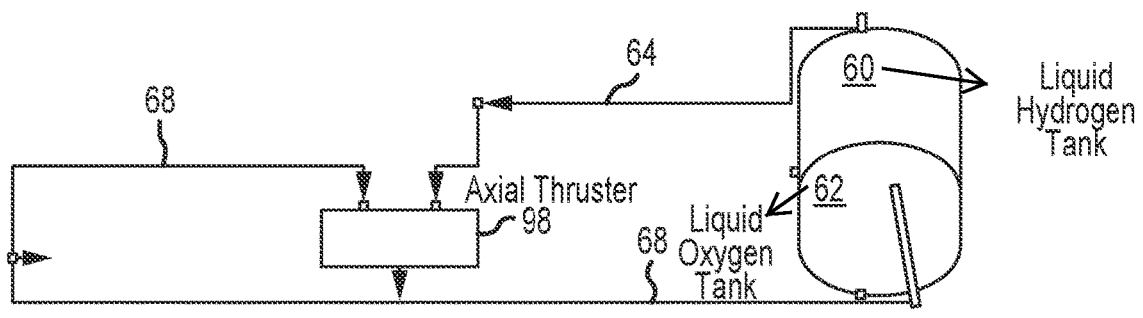 64
60
Liquid
Hydrogen
Tank
68
Axial Thruster
98
62
Liquid
Oxygen
Tank
68